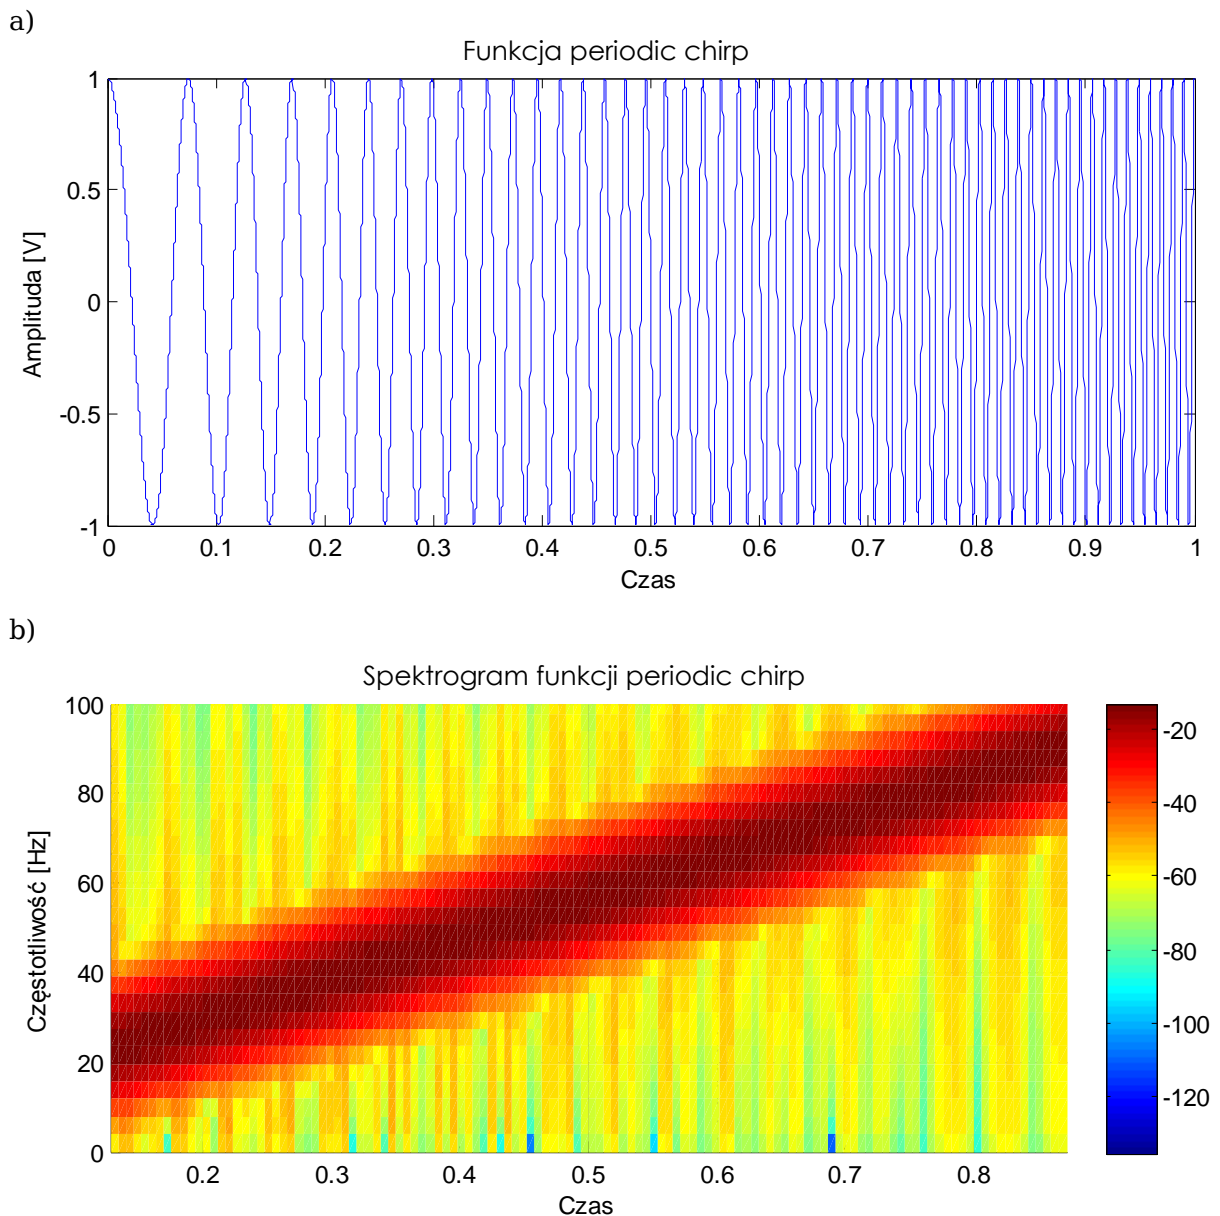 a)
Funkcja periodic chirp
1
0.5
0
-0.5
-1
Amplituda [V]
0 0.1 0.2 0.3 0.4 0.5 0.6 0.7 0.8 0.9 1
Czas
b)
Spektrogram funkcji periodic chirp
100
80
60
40
20
0
Częstotliwość [Hz]
0.2 0.3 0.4 0.5 0.6 0.7 0.8
Czas
-20
-40
-60
-80
-100
-120